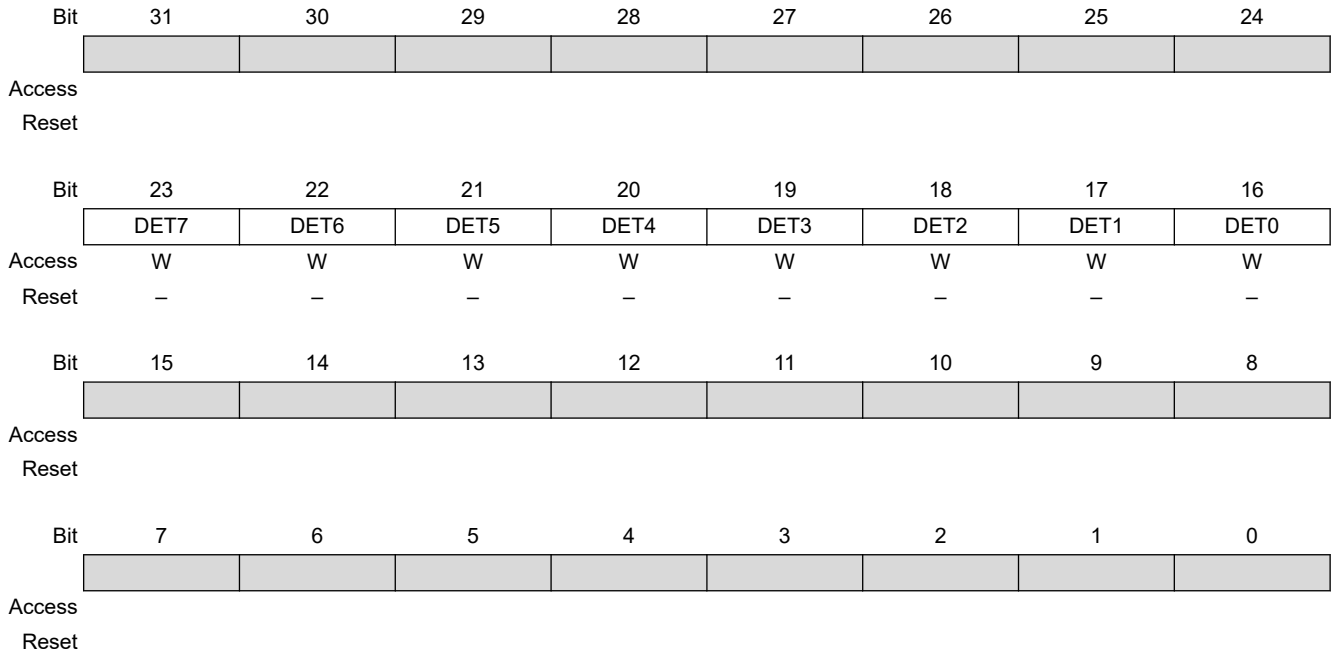 Bit 31 30 29 28 27 26 25 24
Access
Reset
Bit 23 22 21 20 19 18 17 16
DET7 DET6 DET5 DET4 DET3 DET2 DET1 DET0
Access W W W W W W W W
Reset – – – – – – – –
Bit 15 14 13 12 11 10 9 8
Access
Reset
Bit 7 6 5 4 3 2 1 0
Access
Reset